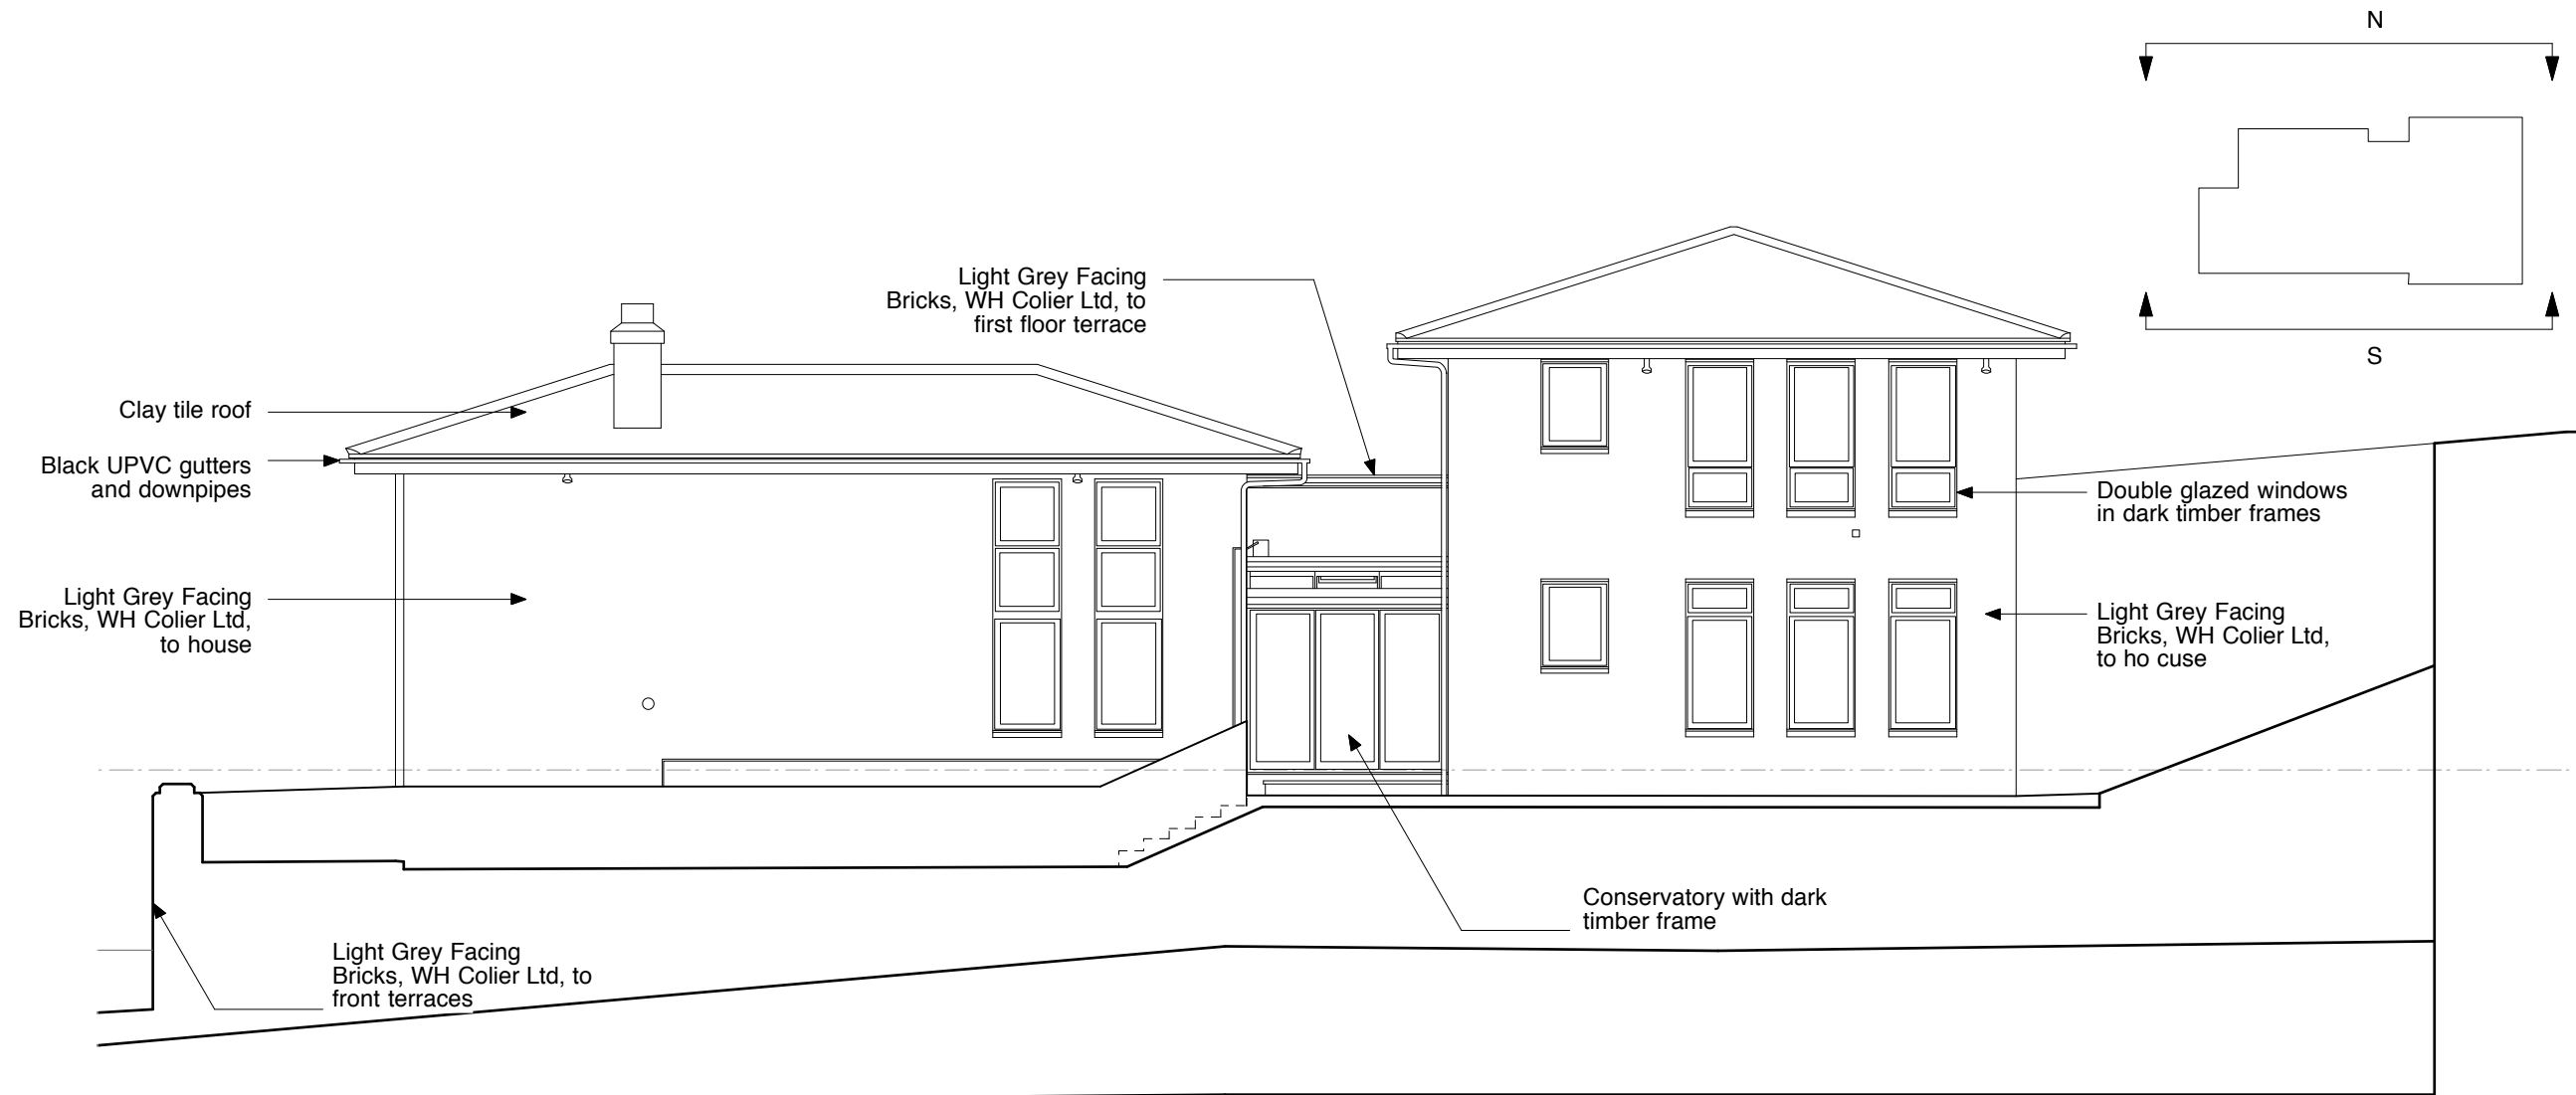 N
S
Light Grey Facing
Bricks, WH Colier Ltd, to
first floor terrace
Clay tile roof
Black UPVC gutters
and downpipes
Light Grey Facing
Bricks, WH Colier Ltd,
to house
Double glazed windows
in dark timber frames
Light Grey Facing
Bricks, WH Colier Ltd,
to ho cuse
Conservatory with dark
timber frame
Light Grey Facing
Bricks, WH Colier Ltd, to
front terraces